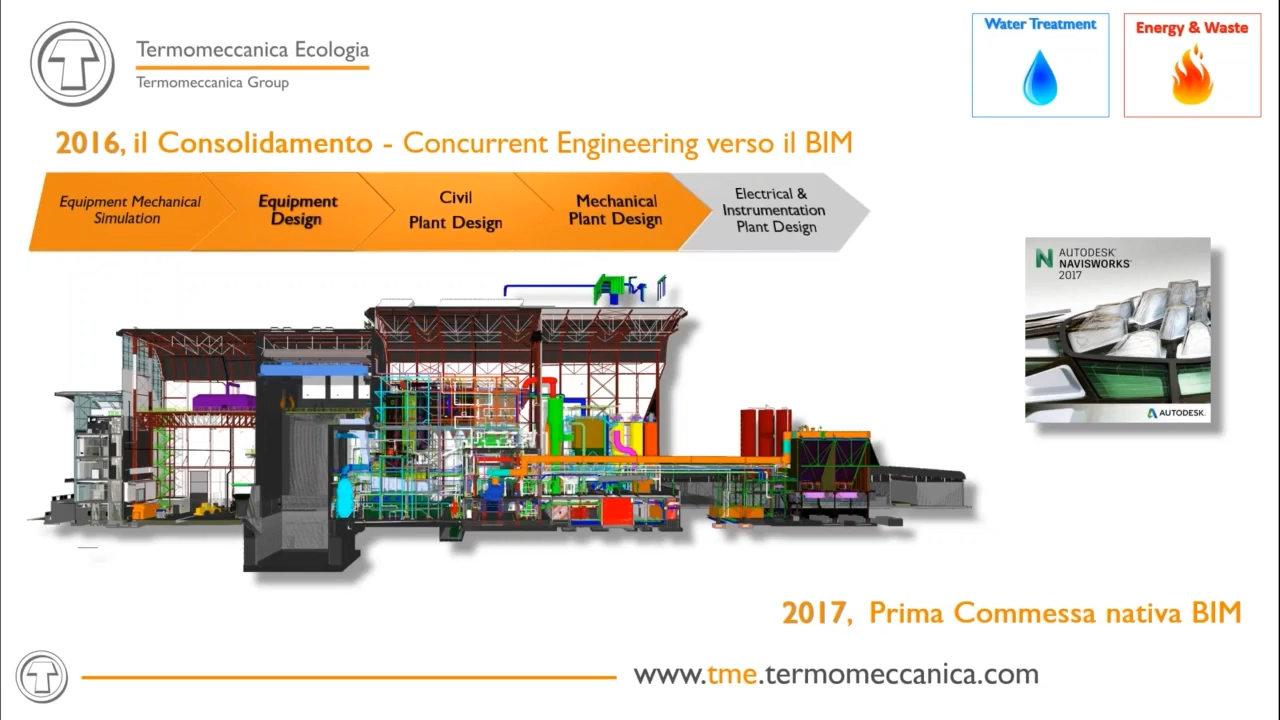 Termomeccanica Ecologia
Termomeccanica Group
Water Treatment
Energy & Waste
2016, il Consolidamento - Concurrent Engineering verso il BIM
Equipment Mechanical
Simulation
Equipment
Design
Civil
Plant Design
Mechanical
Plant Design
Electrical &
Instrumentation
Plant Design
N AUTODESK®
NAVISWORKS®
2017
AUTODESK.
2017, Prima Commessa nativa BIM
www.tme.termomeccanica.com